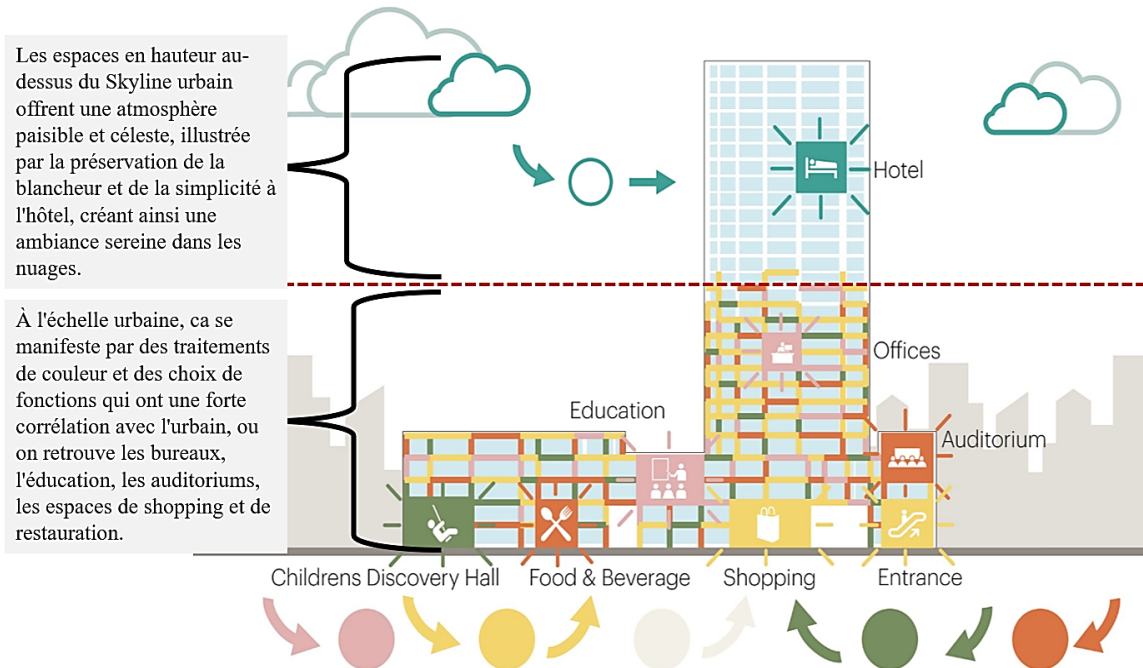 Les espaces en hauteur au-
dessus du Skyline urbain
offrent une atmosphère
paisible et céleste, illustrée
par la préservation de la
blancheur et de la simplicité à
l'hôtel, créant ainsi une
ambiance sereine dans les
nuages.
À l'échelle urbaine, ca se
manifeste par des traitements
de couleur et des choix de
fonctions qui ont une forte
corrélation avec l'urbain, ou
on retrouve les bureaux,
l'éducation, les auditoriums,
les espaces de shopping et de
restauration.
Hotel
Offices
Education
Auditorium
Childrens Discovery Hall
Food & Beverage
Shopping
Entrance